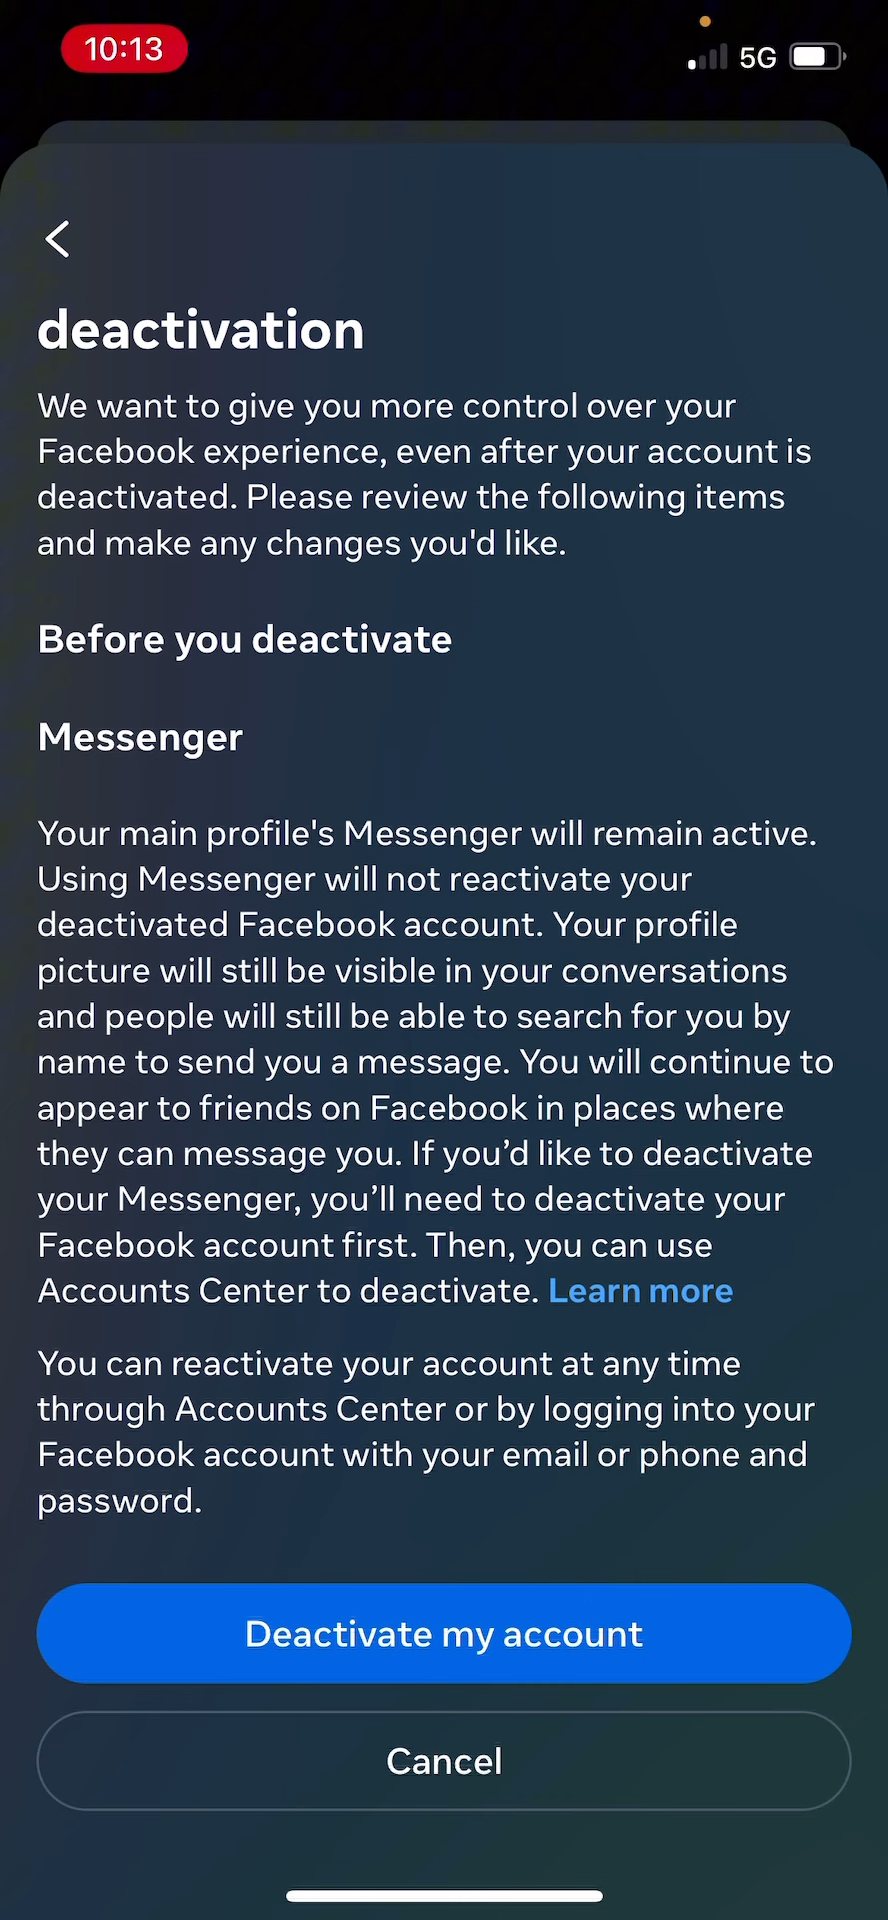 10:13
5G
deactivation
We want to give you more control over your
Facebook experience, even after your account is
deactivated. Please review the following items
and make any changes you'd like.
Before you deactivate
Messenger
Your main profile's Messenger will remain active.
Using Messenger will not reactivate your
deactivated Facebook account. Your profile
picture will still be visible in your conversations
and people will still be able to search for you by
name to send you a message. You will continue to
appear to friends on Facebook in places where
they can message you. If you’d like to deactivate
your Messenger, you’ll need to deactivate your
Facebook account first. Then, you can use
Accounts Center to deactivate. Learn more
You can reactivate your account at any time
through Accounts Center or by logging into your
Facebook account with your email or phone and
password.
Deactivate my account
Cancel